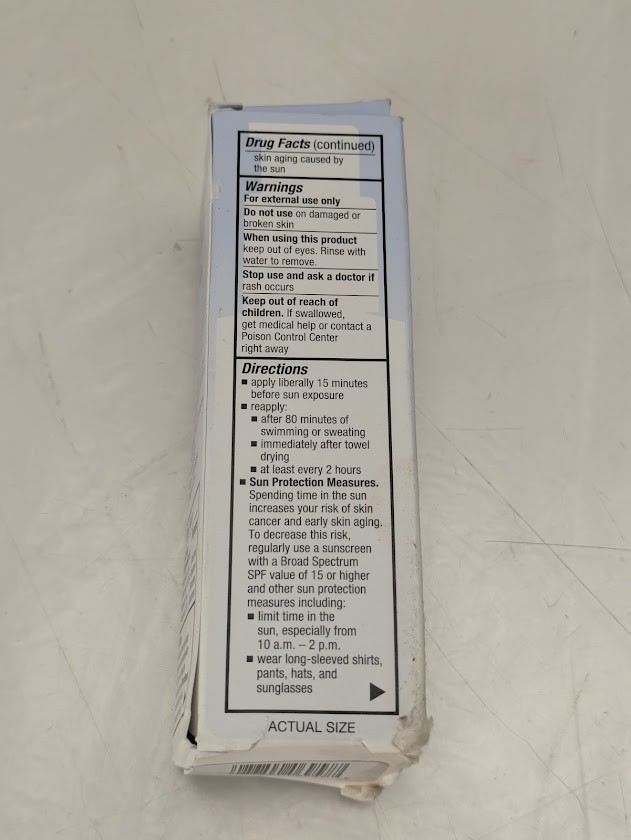 Drug Facts (continued)
skin aging caused by
the sun
Warnings
For external use only
Do not use on damaged or
broken skin
When using this product
keep out of eyes. Rinse with
water to remove.
Stop use and ask a doctor if
rash occurs
Keep out of reach of
children. If swallowed,
get medical help or contact a
Poison Control Center
right away
Directions
■ apply liberally 15 minutes
before sun exposure
■ reapply:
■ after 80 minutes of
swimming or sweating
■ immediately after towel
drying
■ at least every 2 hours
■ Sun Protection Measures.
Spending time in the sun
increases your risk of skin
cancer and early skin aging.
To decrease this risk,
regularly use a sunscreen
with a Broad Spectrum
SPF value of 15 or higher
and other sun protection
measures including:
■ limit time in the
sun, especially from
10 a.m. – 2 p.m.
■ wear long-sleeved shirts,
pants, hats, and
sunglasses
ACTUAL SIZE